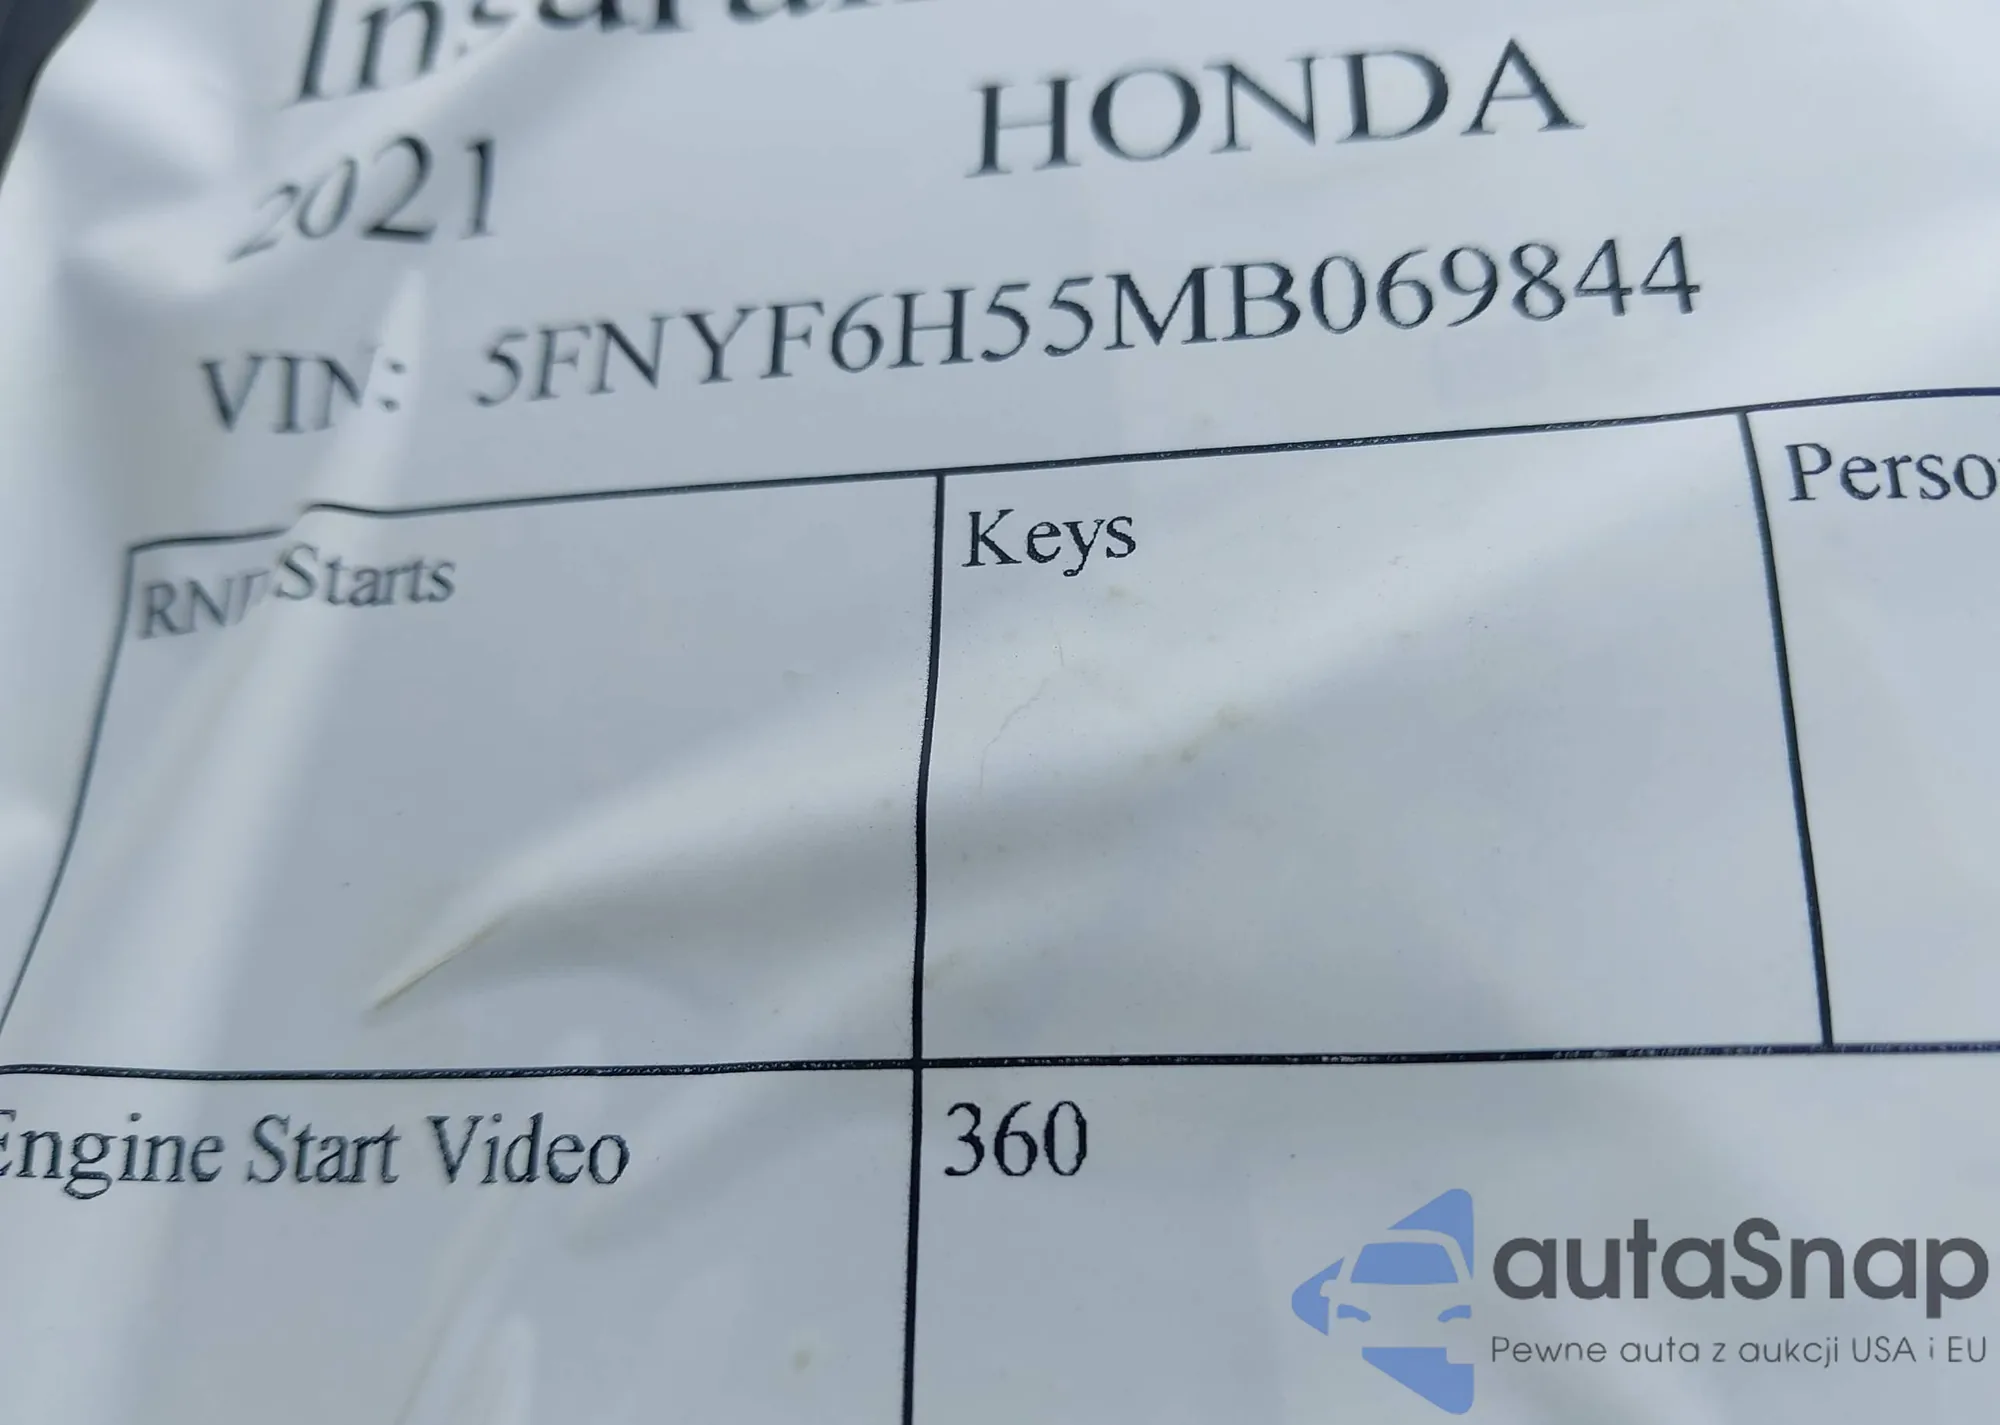 2021 HONDA
VIN: 5FNYF6H55MB069844
Starts
Keys
Engine Start Video
360
autaSnap
Pewne auta z aukcji USA i EU